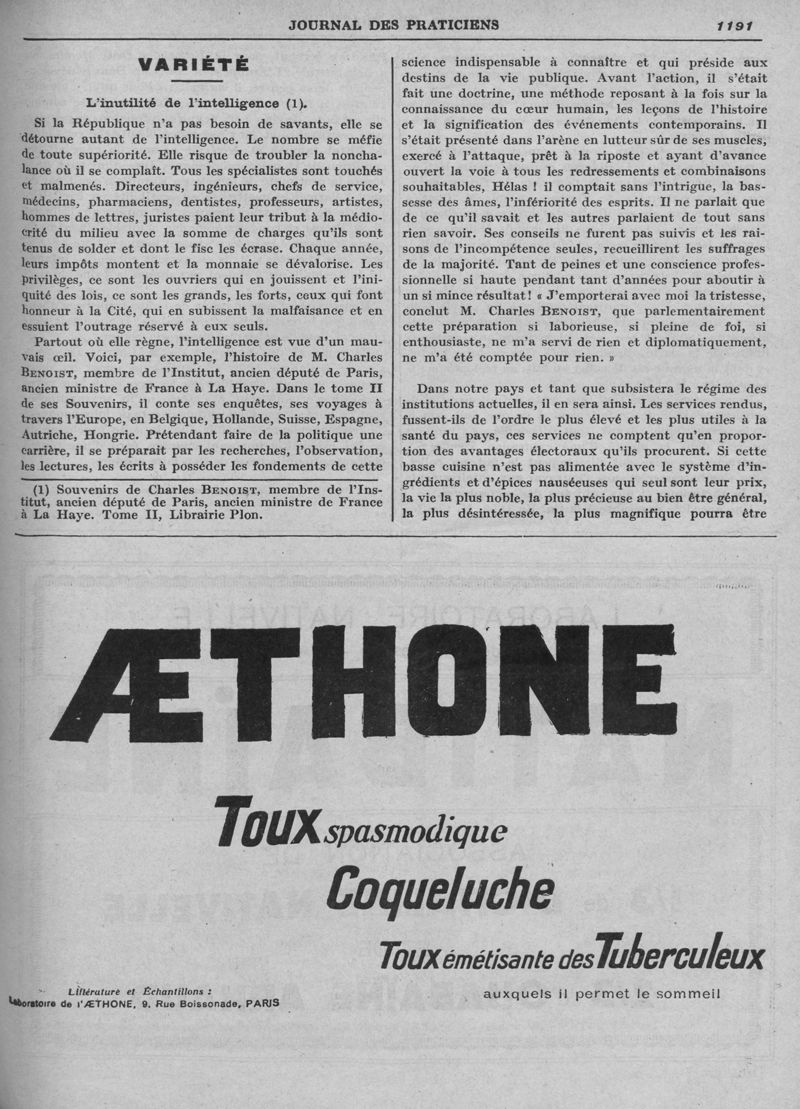 JOURNAL DES PRATICIENS 1191
VARIÉTÉ
L'inutilité de l'intelligence (1).
Si la République n'a pas besoin de savants, elle se
détourne autant de l'intelligence. Le nombre se méfie
de toute supériorité. Elle risque de troubler la noncha-
lance où il se complaît. Tous les spécialistes sont touchés
et malmenés. Directeurs, ingénieurs, chefs de service,
médecins, pharmaciens, dentistes, professeurs, artistes,
hommes de lettres, juristes paient leur tribut à la médio-
crité du milieu avec la somme de charges qu'ils sont
tenus de solder et dont le fisc les écrase. Chaque année,
leurs impôts montent et la monnaie se dévalorise. Les
privilèges, ce sont les ouvriers qui en jouissent et l'ini-
quité des lois, ce sont les grands, les forts, ceux qui font
honneur à la Cité, qui en subissent la malfaisance et en
essuient l'outrage réservé à eux seuls.
Partout où elle règne, l'intelligence est vue d'un mau-
vais œil. Voici, par exemple, l'histoire de M. Charles
BENOIST, membre de l'Institut, ancien député de Paris,
ancien ministre de France à La Haye. Dans le tome II
de ses Souvenirs, il conte ses enquêtes, ses voyages à
travers l'Europe, en Belgique, Hollande, Suisse, Espagne,
Autriche, Hongrie. Prétendant faire de la politique une
carrière, il se préparait par les recherches, l'observation,
les lectures, les écrits à posséder les fondements de cette
(1) Souvenirs de Charles BENOIST, membre de l'Ins-
titut, ancien député de Paris, ancien ministre de France
à La Haye. Tome II, Librairie Plon.
science indispensable à connaître et qui préside aux
destins de la vie publique. Avant l'action, il s'était
fait une doctrine, une méthode reposant à la fois sur la
connaissance du cœur humain, les leçons de l'histoire
et la signification des événements contemporains. Il
s'était présenté dans l'arène en lutteur sûr de ses muscles,
exercé à l'attaque, prêt à la riposte et ayant d'avance
ouvert la voie à tous les redressements et combinaisons
souhaitables, Hélas ! il comptait sans l'intrigue, la bas-
sesse des âmes, l'infériorité des esprits. Il ne parlait que
de ce qu'il savait et les autres parlaient de tout sans
rien savoir. Ses conseils ne furent pas suivis et les rai-
sons de l'incompétence seules, recueillirent les suffrages
de la majorité. Tant de peines et une conscience profes-
sionnelle si haute pendant tant d'années pour aboutir à
un si mince résultat! « J'emporterai avec moi la tristesse,
conclut M. Charles BENOIST, que parlementairement
cette préparation si laborieuse, si pleine de foi, si
enthousiaste, ne m'a servi de rien et diplomatiquement,
ne m'a été comptée pour rien. »
Dans notre pays et tant que subsistera le régime des
institutions actuelles, il en sera ainsi. Les services rendus,
fussent-ils de l'ordre le plus élevé et les plus utiles à la
santé du pays, ces services ne comptent qu'en propor-
tion des avantages électoraux qu'ils procurent. Si cette
basse cuisine n'est pas alimentée avec le système d'in-
grédients et d'épices nauséeuses qui seul sont leur prix,
la vie la plus noble, la plus précieuse au bien être général,
la plus désintéressée, la plus magnifique pourra être
ÆTHONE
TOUX spasmodique
Coqueluche
TOUX émétisante des Tuberculeux
auxquels il permet le sommeil
Littérature et Échantillons :
Laboratoire de l'ÆTHONE, 9, Rue Boissonade, PARIS